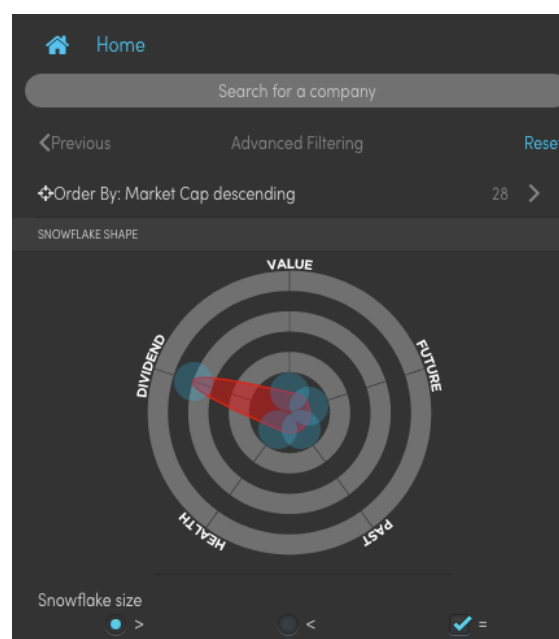 Home
Search for a company
Previous Advanced Filtering Reset
Order By: Market Cap descending 28
SNOWFLAKE SHAPE
VALUE
DIVIDEND FUTURE
HEALTH PAST
Snowflake size
> < =